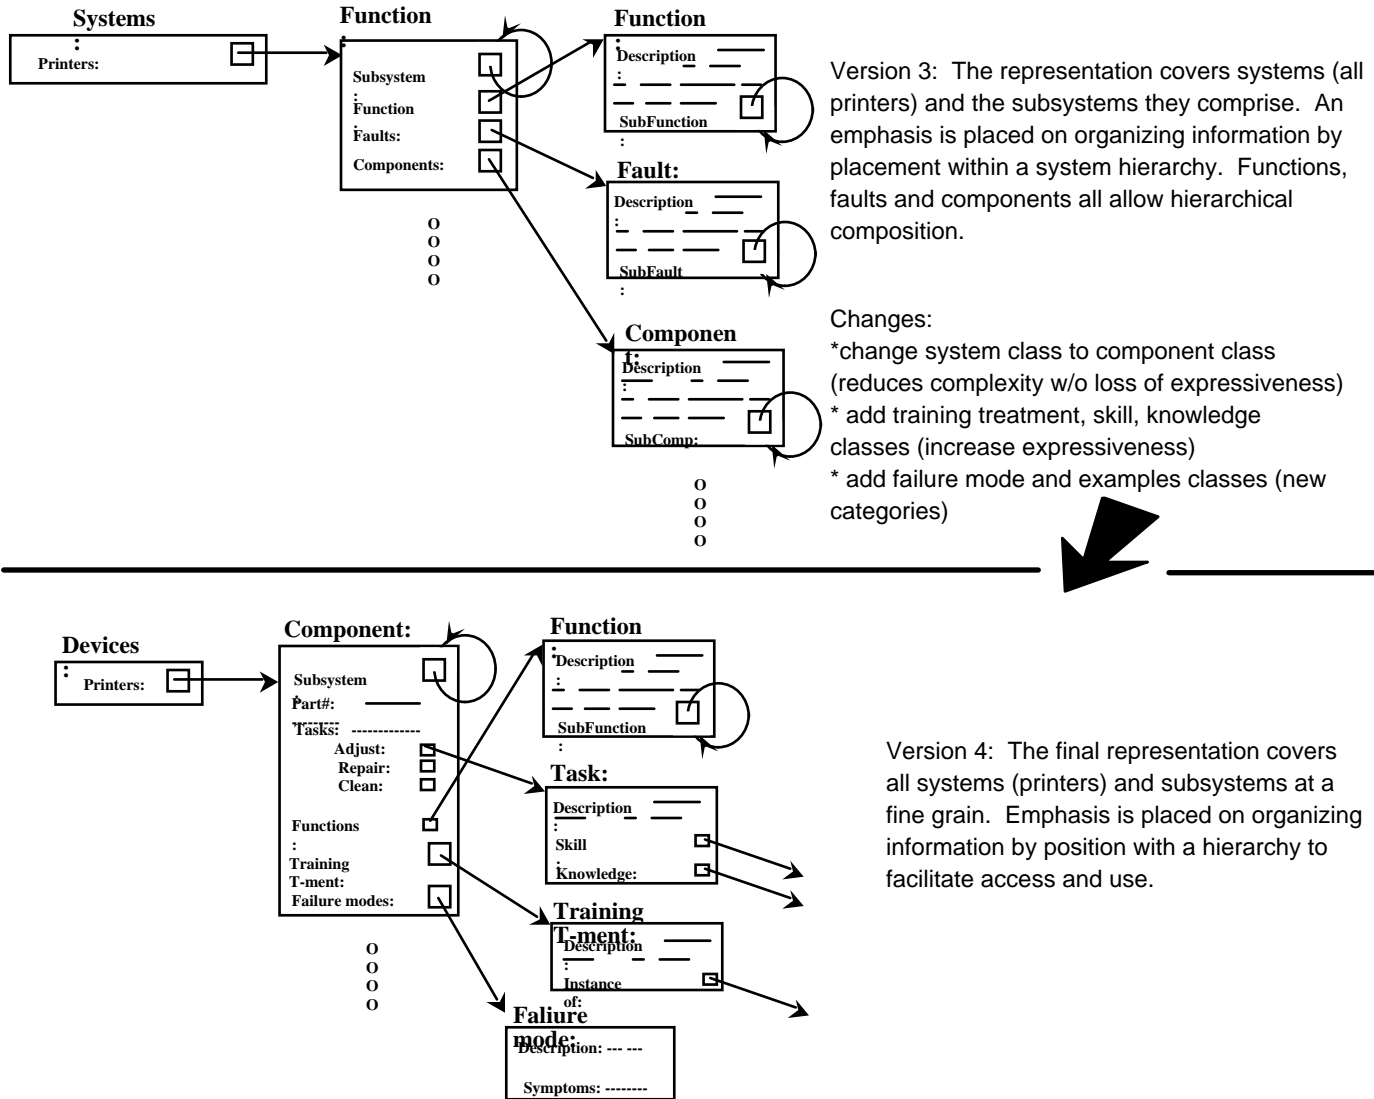 Systems
:
Printers:
Function
:
Subsystem
:
Function
:
Faults:
Components:
O
O
O
O
Function
:
Description
:
SubFunction
:
Fault:
Description
:
SubFault
:
Componen
t:
Description
:
SubComp:
O
O
O
O
Version 3: The representation covers systems (all
printers) and the subsystems they comprise. An
emphasis is placed on organizing information by
placement within a system hierarchy. Functions,
faults and components all allow hierarchical
composition.
Changes:
*change system class to component class
(reduces complexity w/o loss of expressiveness)
* add training treatment, skill, knowledge
classes (increase expressiveness)
* add failure mode and examples classes (new
categories)
Devices
:
Printers:
Component:
Subsystem
:
Part#:
---------
Tasks: -------------
Adjust:
Repair:
Clean:
Functions
:
Training
T-ment:
Failure modes:
O
O
O
O
Function
:
Description
:
SubFunction
:
Task:
Description
:
Skill
:
Knowledge:
Training
T-ment:
Description
:
Instance
of:
Faliure
mode:
Description: --- ---
Symptoms: --------
Version 4: The final representation covers
all systems (printers) and subsystems at a
fine grain. Emphasis is placed on organizing
information by position with a hierarchy to
facilitate access and use.